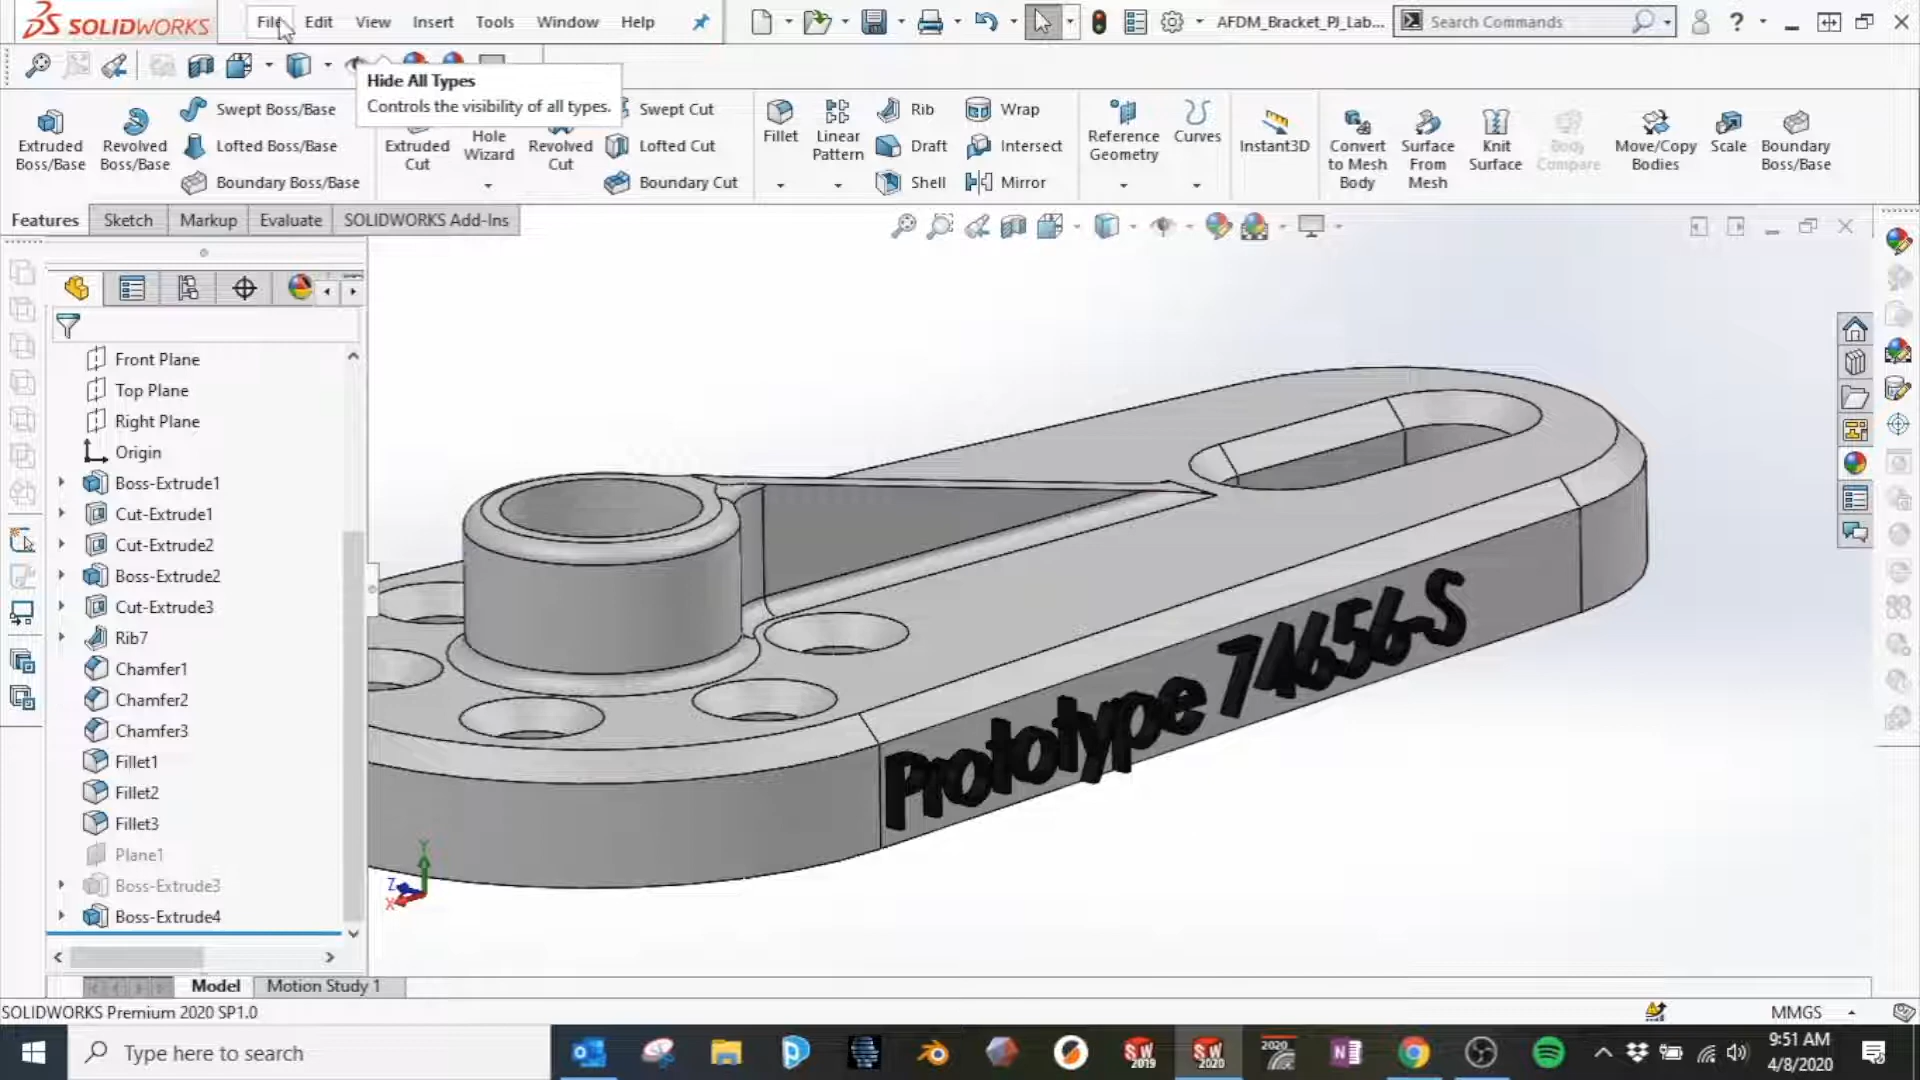 SOLIDWORKS
File Edit View Insert Tools Window Help
AFDM_Bracket_PJ_Lab...
Search Commands
?
Hide All Types
Controls the visibility of all types.
Extruded Boss/Base
Revolved Boss/Base
Swept Boss/Base
Lofted Boss/Base
Boundary Boss/Base
Extruded Cut
Hole Wizard
Revolved Cut
Swept Cut
Lofted Cut
Boundary Cut
Fillet
Linear Pattern
Rib
Draft
Shell
Wrap
Intersect
Mirror
Reference Geometry
Curves
Instant3D
Convert to Mesh Body
Surface From Mesh
Knit Surface
Body Compare
Move/Copy Bodies
Scale
Boundary Boss/Base
Features
Sketch
Markup
Evaluate
SOLIDWORKS Add-Ins
Front Plane
Top Plane
Right Plane
Origin
Boss-Extrude1
Cut-Extrude1
Cut-Extrude2
Boss-Extrude2
Cut-Extrude3
Rib7
Chamfer1
Chamfer2
Chamfer3
Fillet1
Fillet2
Fillet3
Plane1
Boss-Extrude3
Boss-Extrude4
Prototype 74656-S
Y
Z
X
Model
Motion Study 1
SOLIDWORKS Premium 2020 SP1.0
MMGS
Type here to search
SW 2019
SW 2020
2020
N
9:51 AM
4/8/2020